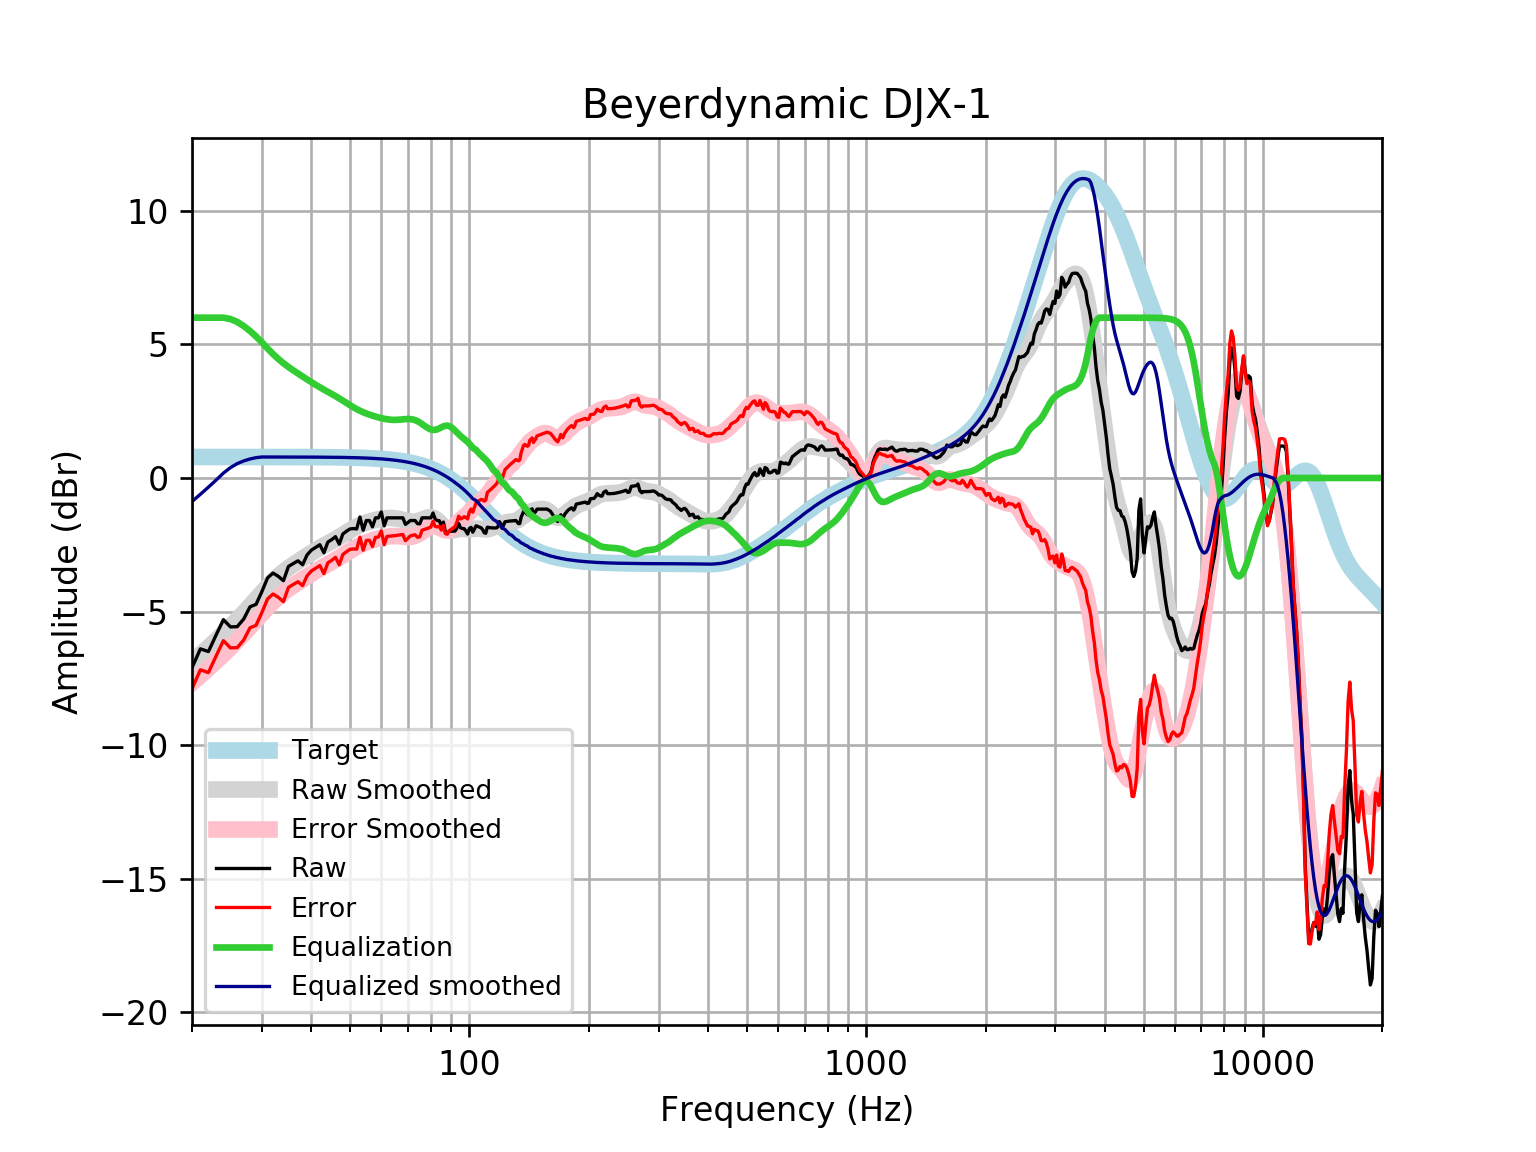 Beyerdynamic DJX-1
Amplitude (dBr)
10
5
0
−5
−10
−15
−20
Target
Raw Smoothed
Error Smoothed
Raw
Error
Equalization
Equalized smoothed
100
1000
10000
Frequency (Hz)